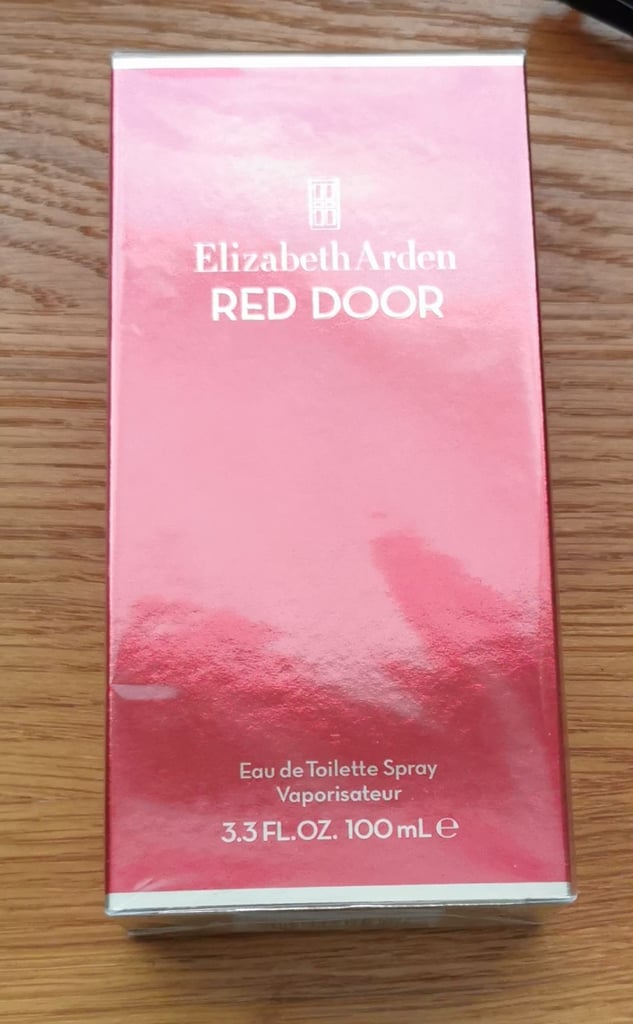 Elizabeth Arden
RED DOOR
Eau de Toilette Spray
Vaporisateur
3.3 FL.OZ. 100 mL ℮